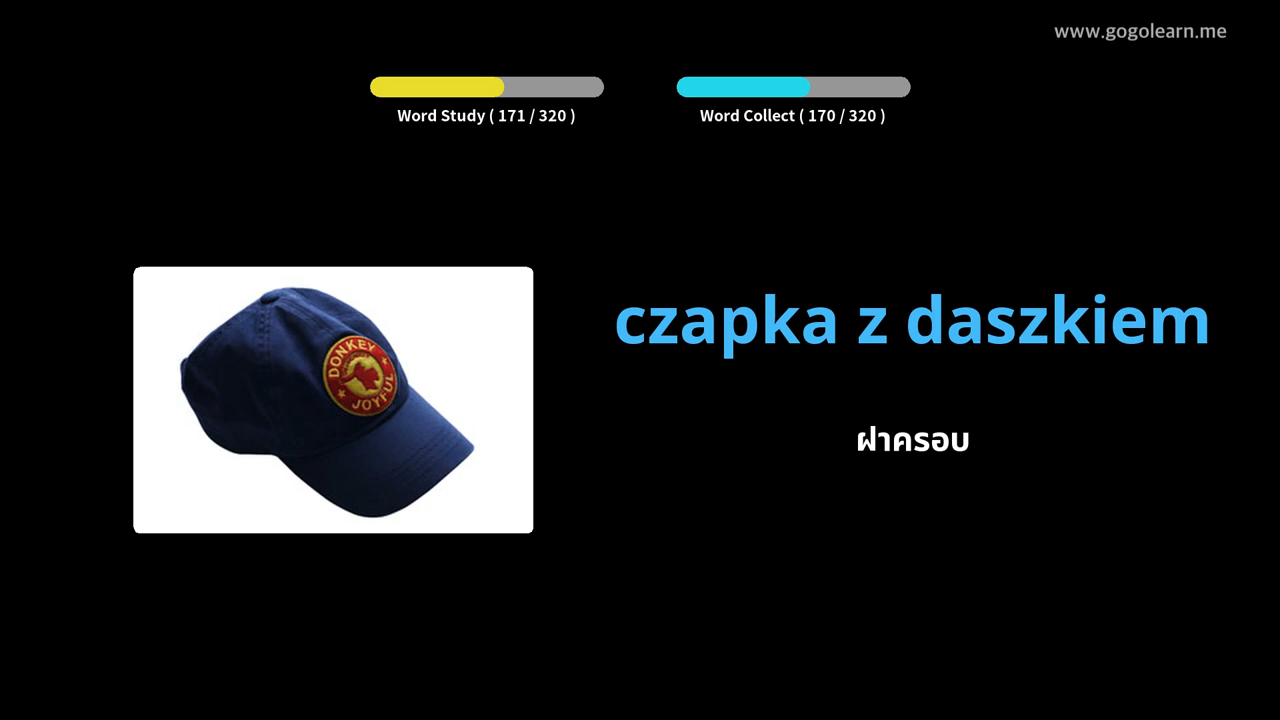 www.gogolearn.me
Word Study ( 171 / 320 )
Word Collect ( 170 / 320 )
DONKEY
JOYFUL
czapka z daszkiem
ฝาครอบ